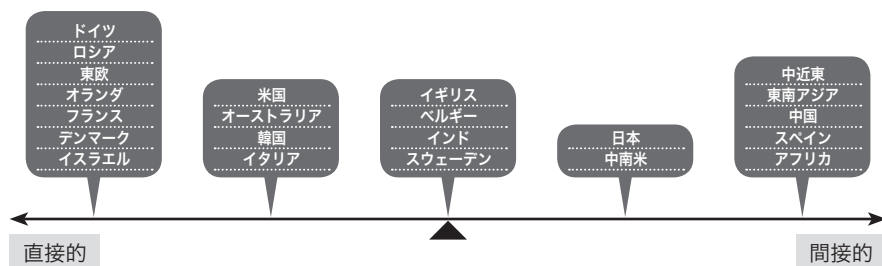 ドイツ
ロシア
東欧
オランダ
フランス
デンマーク
イスラエル
米国
オーストラリア
韓国
イタリア
イギリス
ベルギー
インド
スウェーデン
日本
中南米
中近東
東南アジア
中国
スペイン
アフリカ
直接的
間接的